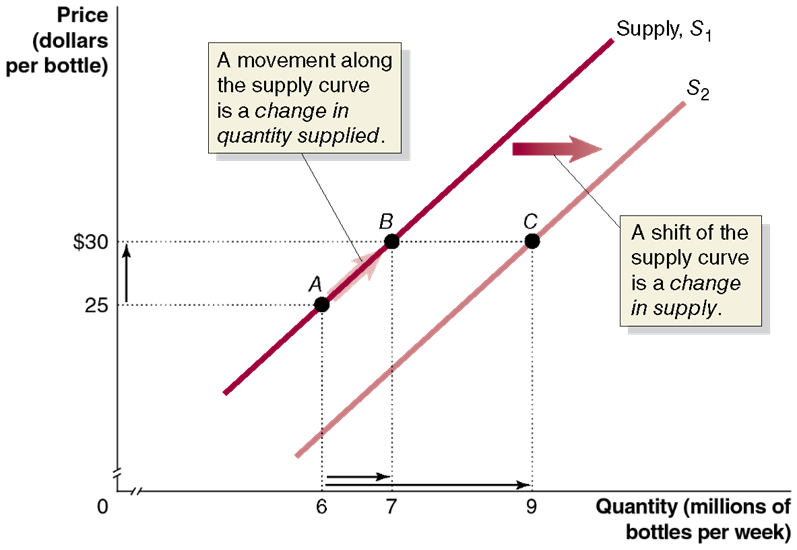 Price
(dollars
per bottle)
A movement along
the supply curve
is a change in
quantity supplied.
Supply, S1
S2
A shift of the
supply curve
is a change
in supply.
$30
25
A
B
C
0
6
7
9
Quantity (millions of
bottles per week)